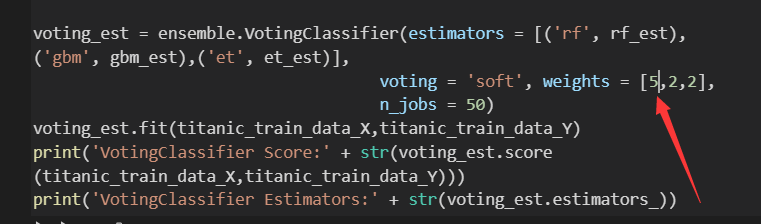 voting_est = ensemble.VotingClassifier(estimators = [('rf', rf_est),
('gbm', gbm_est),('et', et_est)],
voting = 'soft', weights = [5,2,2],
n_jobs = 50)
voting_est.fit(titanic_train_data_X,titanic_train_data_Y)
print('VotingClassifier Score:' + str(voting_est.score
(titanic_train_data_X,titanic_train_data_Y)))
print('VotingClassifier Estimators:' + str(voting_est.estimators_))